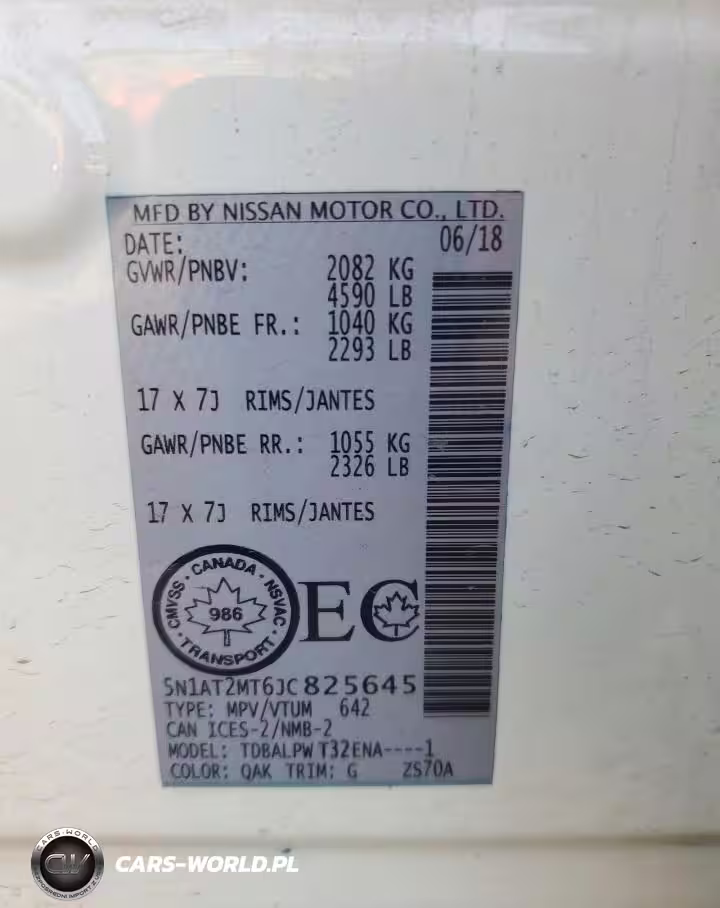 MFD BY NISSAN MOTOR CO., LTD.
DATE: 06/18
GVWR/PNBV: 2082 KG
4590 LB
GAWR/PNBE FR.: 1040 KG
2293 LB
17 X 7J RIMS/JANTES
GAWR/PNBE RR.: 1055 KG
2326 LB
17 X 7J RIMS/JANTES
CMVSS · CANADA · NSVAC · TRANSPORT ·
986
EC
5N1AT2MT6JC825645
TYPE: MPV/VTUM 642
CAN ICES-2/NMB-2
MODEL: TDBALPW T32ENA----1
COLOR: QAK TRIM: G ZS70A
CARS-WORLD
CW
CARS-WORLD.PL